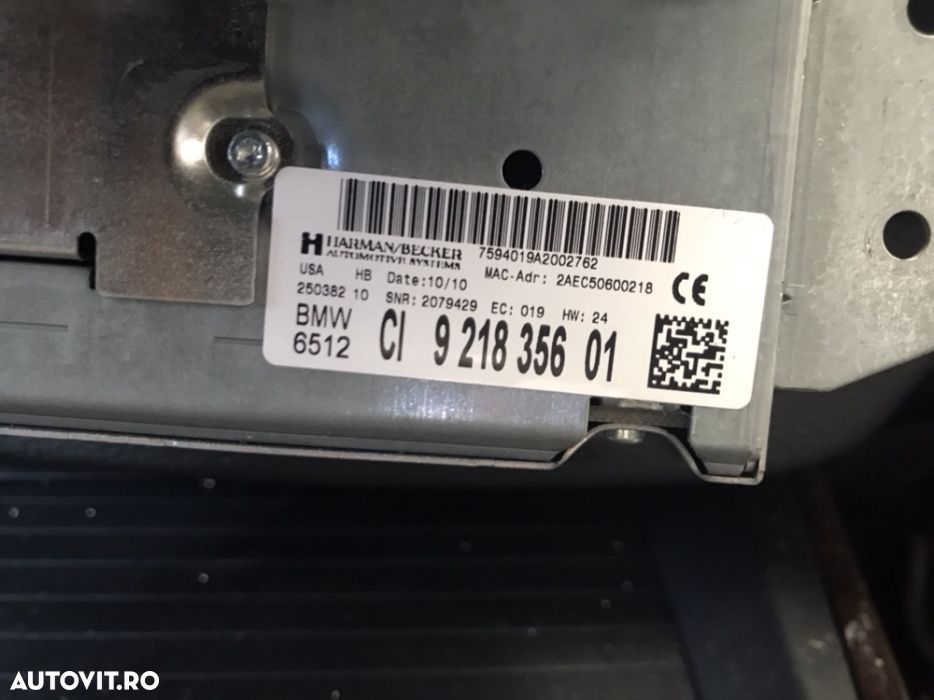 HARMAN/BECKER
AUTOMOTIVE SYSTEMS
7594019A2002762
USA HB Date:10/10 MAC-Adr: 2AEC50600218 CE
250382 10 SNR: 2079429 EC: 019 HW: 24
BMW
6512 CI 9 218 356 01
AUTOVIT.RO